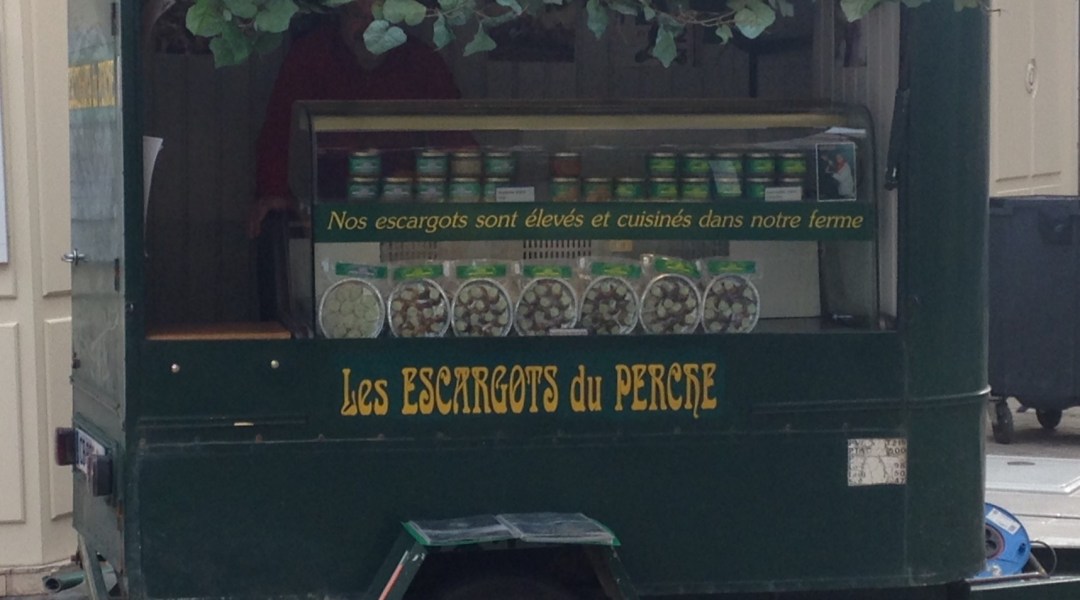 Nos escargots sont élevés et cuisinés dans notre ferme
Les ESCARGOTS du PERCHE